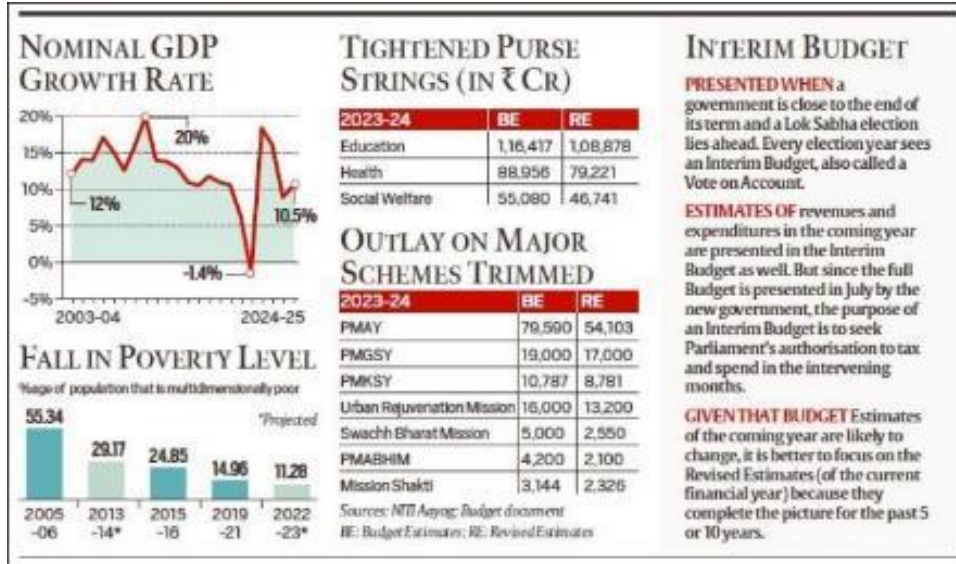 NOMINAL GDP
GROWTH RATE
20%
15%
10%
5%
0%
-5%
20%
12%
10.5%
-1.4%
2003-04 2024-25
FALL IN POVERTY LEVEL
%age of population that is multidimensionally poor
*Projected
55.34 29.17 24.85 14.96 11.28
2005 2013 2015 2019 2022
-06 -14* -16 -21 -23*
TIGHTENED PURSE
STRINGS (IN ₹ CR)
2023-24 BE RE
Education 1,16,417 1,08,878
Health 88,956 79,221
Social Welfare 55,080 46,741
OUTLAY ON MAJOR
SCHEMES TRIMMED
2023-24 BE RE
PMAY 79,590 54,103
PMGSY 19,000 17,000
PMKSY 10,787 8,781
Urban Rejuvenation Mission 16,000 13,200
Swachh Bharat Mission 5,000 2,550
PMABHIM 4,200 2,100
Mission Shakti 3,144 2,326
Sources: NITI Aayog; Budget document
BE: Budget Estimates; RE: Revised Estimates
INTERIM BUDGET
PRESENTED WHEN a
government is close to the end of
its term and a Lok Sabha election
lies ahead. Every election year sees
an Interim Budget, also called a
Vote on Account.
ESTIMATES OF revenues and
expenditures in the coming year
are presented in the Interim
Budget as well. But since the full
Budget is presented in July by the
new government, the purpose of
an Interim Budget is to seek
Parliament's authorisation to tax
and spend in the intervening
months.
GIVEN THAT BUDGET Estimates
of the coming year are likely to
change, it is better to focus on the
Revised Estimates (of the current
financial year) because they
complete the picture for the past 5
or 10 years.